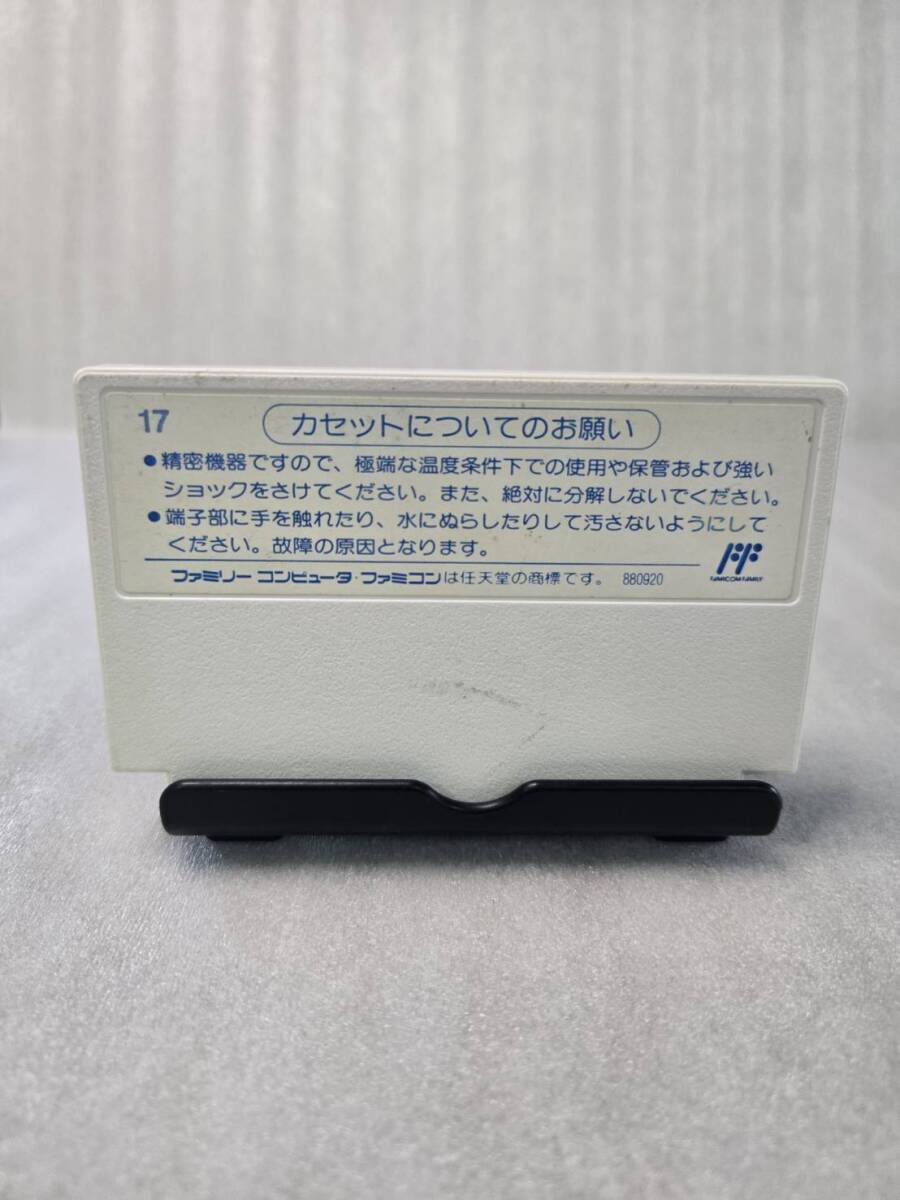 17
カセットについてのお願い
●精密機器ですので、極端な温度条件下での使用や保管および強い
ショックをさけてください。また、絶対に分解しないでください。
●端子部に手を触れたり、水にぬらしたりして汚さないようにして
ください。故障の原因となります。
ファミリーコンピュータ・ファミコンは任天堂の商標です。 880920
FAMICOM FAMILY